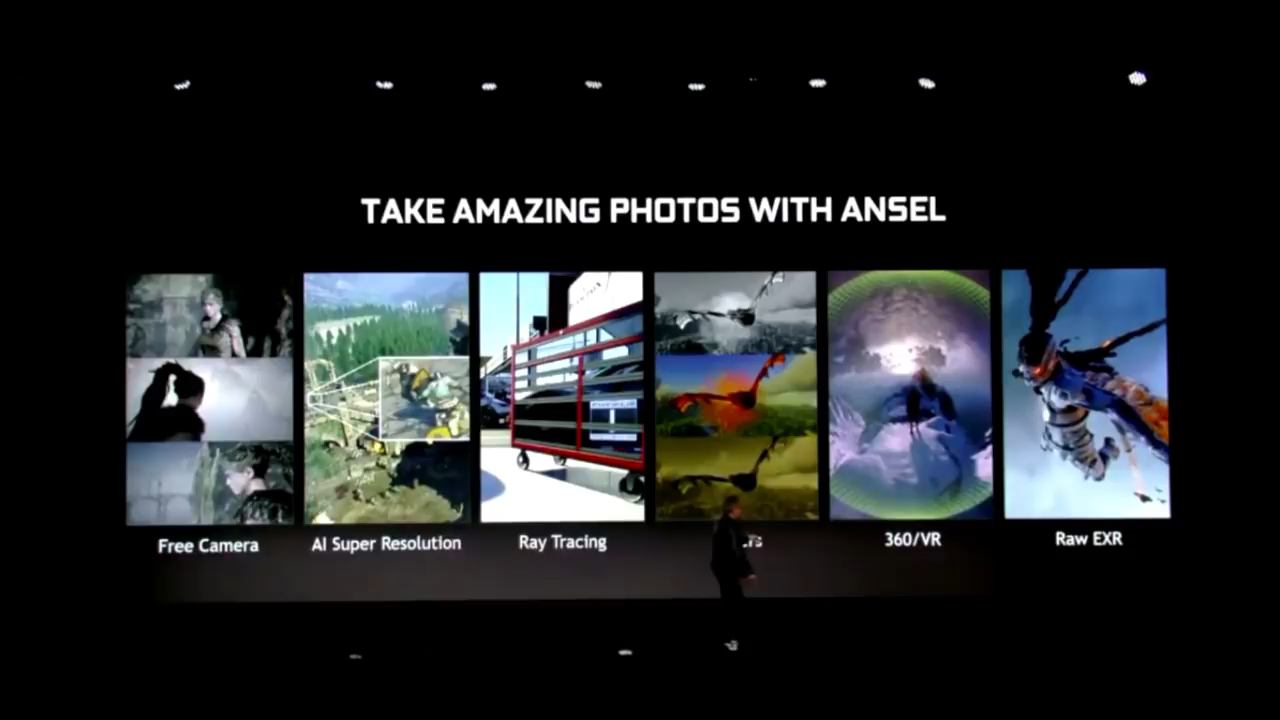 TAKE AMAZING PHOTOS WITH ANSEL
Free Camera
AI Super Resolution
Ray Tracing
360/VR
Raw EXR